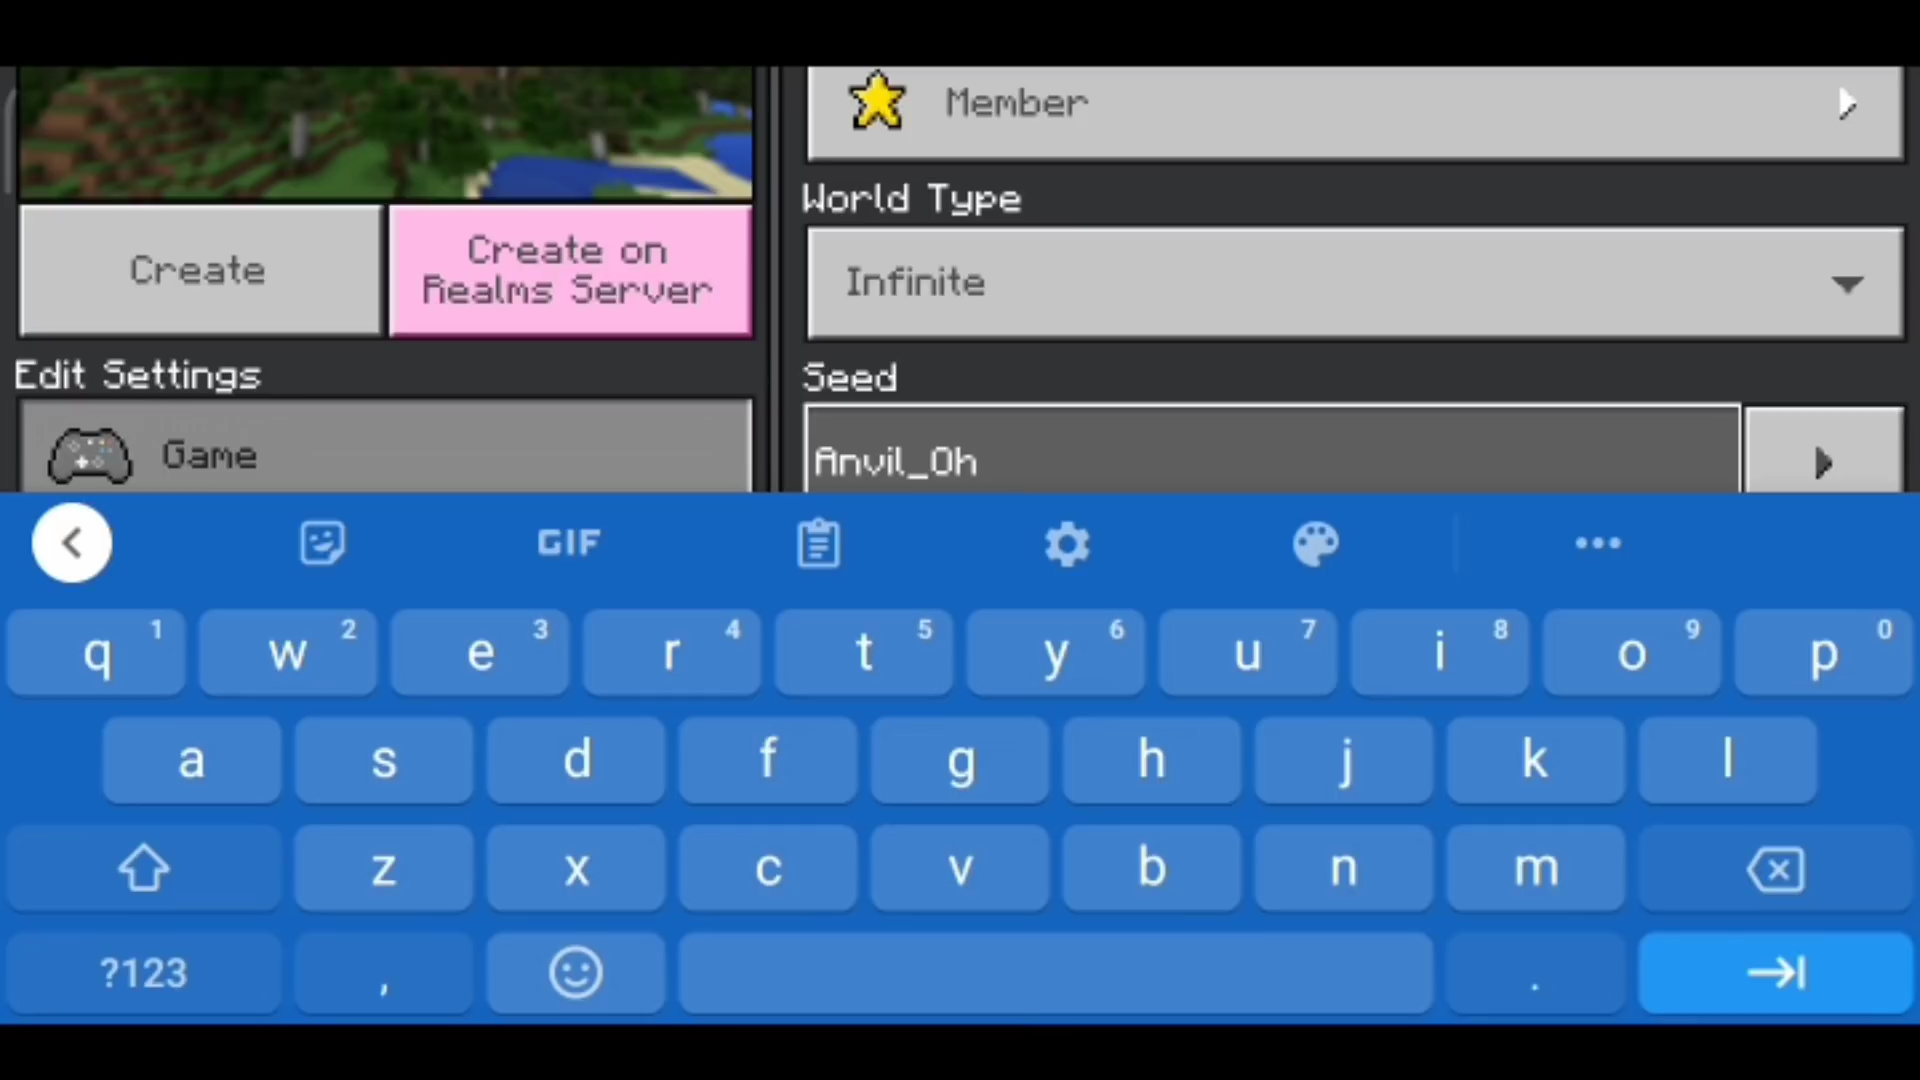 Member
World Type
Create
Create on
Realms Server
Infinite
Edit Settings
Seed
Game
Anvil_Oh
GIF
q 1 w 2 e 3 r 4 t 5 y 6 u 7 i 8 o 9 p 0
a s d f g h j k l
z x c v b n m
?123 , .